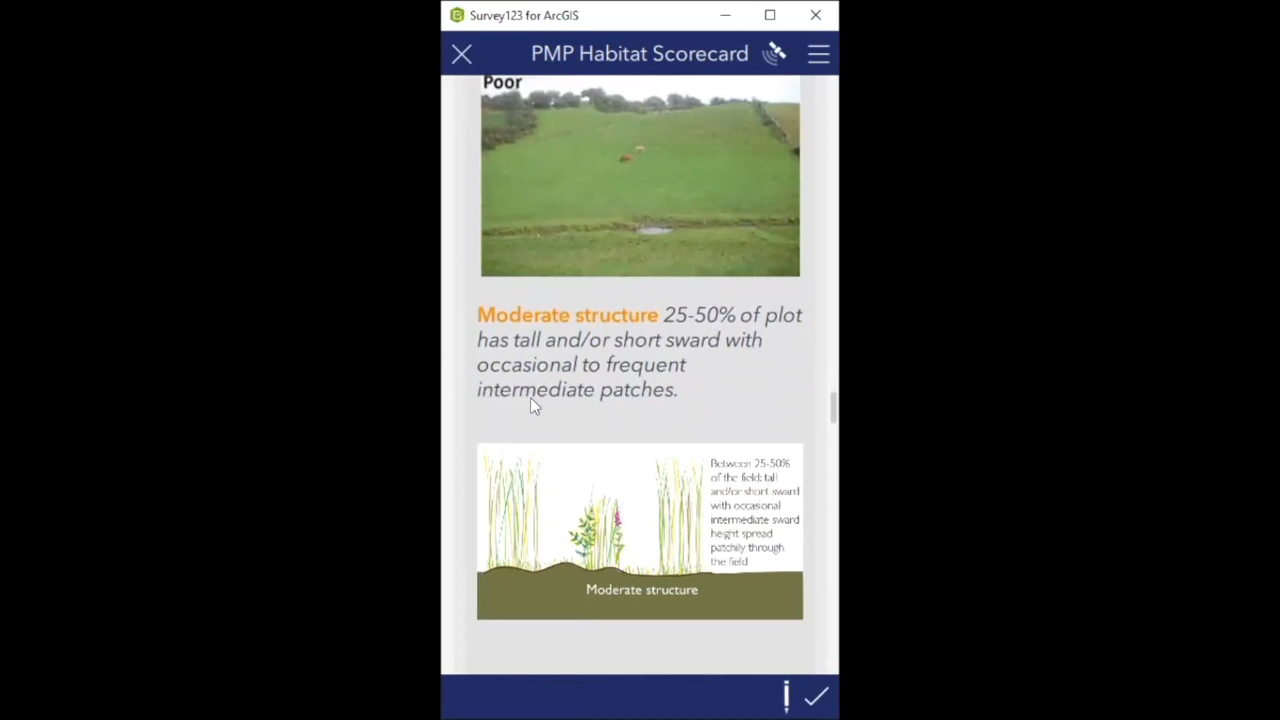 Survey123 for ArcGIS
PMP Habitat Scorecard
Poor
Moderate structure 25-50% of plot
has tall and/or short sward with
occasional to frequent
intermediate patches.
Between 25-50%
of the field: tall
and/or short sward
with occasional
intermediate sward
height spread
patchily through
the field
Moderate structure